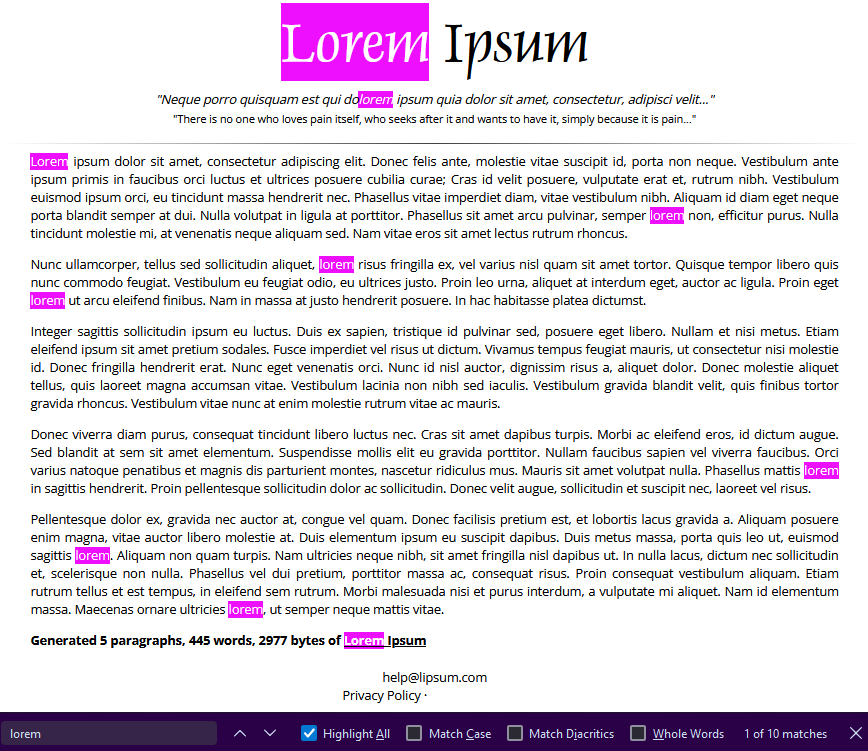 Lorem Ipsum
"Neque porro quisquam est qui dolorem ipsum quia dolor sit amet, consectetur, adipisci velit..."
"There is no one who loves pain itself, who seeks after it and wants to have it, simply because it is pain..."
Lorem ipsum dolor sit amet, consectetur adipiscing elit. Donec felis ante, molestie vitae suscipit id, porta non neque. Vestibulum ante
ipsum primis in faucibus orci luctus et ultrices posuere cubilia curae; Cras id velit posuere, vulputate erat et, rutrum nibh. Vestibulum
euismod ipsum orci, eu tincidunt massa hendrerit nec. Phasellus vitae imperdiet diam, vitae vestibulum nibh. Aliquam id diam eget neque
porta blandit semper at dui. Nulla volutpat in ligula at porttitor. Phasellus sit amet arcu pulvinar, semper lorem non, efficitur purus. Nulla
tincidunt molestie mi, at venenatis neque aliquam sed. Nam vitae eros sit amet lectus rutrum rhoncus.
Nunc ullamcorper, tellus sed sollicitudin aliquet, lorem risus fringilla ex, vel varius nisl quam sit amet tortor. Quisque tempor libero quis
nunc commodo feugiat. Vestibulum eu feugiat odio, eu ultrices justo. Proin leo urna, aliquet at interdum eget, auctor ac ligula. Proin eget
lorem ut arcu eleifend finibus. Nam in massa at justo hendrerit posuere. In hac habitasse platea dictumst.
Integer sagittis sollicitudin ipsum eu luctus. Duis ex sapien, tristique id pulvinar sed, posuere eget libero. Nullam et nisi metus. Etiam
eleifend ipsum sit amet pretium sodales. Fusce imperdiet vel risus ut dictum. Vivamus tempus feugiat mauris, ut consectetur nisi molestie
id. Donec fringilla hendrerit erat. Nunc eget venenatis orci. Nunc id nisl auctor, dignissim risus a, aliquet dolor. Donec molestie aliquet
tellus, quis laoreet magna accumsan vitae. Vestibulum lacinia non nibh sed iaculis. Vestibulum gravida blandit velit, quis finibus tortor
gravida rhoncus. Vestibulum vitae nunc at enim molestie rutrum vitae ac mauris.
Donec viverra diam purus, consequat tincidunt libero luctus nec. Cras sit amet dapibus turpis. Morbi ac eleifend eros, id dictum augue.
Sed blandit at sem sit amet elementum. Suspendisse mollis elit eu gravida porttitor. Nullam faucibus sapien vel viverra faucibus. Orci
varius natoque penatibus et magnis dis parturient montes, nascetur ridiculus mus. Mauris sit amet volutpat nulla. Phasellus mattis lorem
in sagittis hendrerit. Proin pellentesque sollicitudin dolor ac sollicitudin. Donec velit augue, sollicitudin et suscipit nec, laoreet vel risus.
Pellentesque dolor ex, gravida nec auctor at, congue vel quam. Donec facilisis pretium est, et lobortis lacus gravida a. Aliquam posuere
enim magna, vitae auctor libero molestie at. Duis elementum ipsum eu suscipit dapibus. Duis metus massa, porta quis leo ut, euismod
sagittis lorem. Aliquam non quam turpis. Nam ultricies neque nibh, sit amet fringilla nisl dapibus ut. In nulla lacus, dictum nec sollicitudin
et, scelerisque non nulla. Phasellus vel dui pretium, porttitor massa ac, consequat risus. Proin consequat vestibulum aliquam. Etiam
rutrum tellus et est tempus, in eleifend sem rutrum. Morbi malesuada nisi et purus interdum, a vulputate mi aliquet. Nam id elementum
massa. Maecenas ornare ultricies lorem, ut semper neque mattis vitae.
Generated 5 paragraphs, 445 words, 2977 bytes of Lorem Ipsum
help@lipsum.com
Privacy Policy ·
lorem Highlight All Match Case Match Diacritics Whole Words 1 of 10 matches